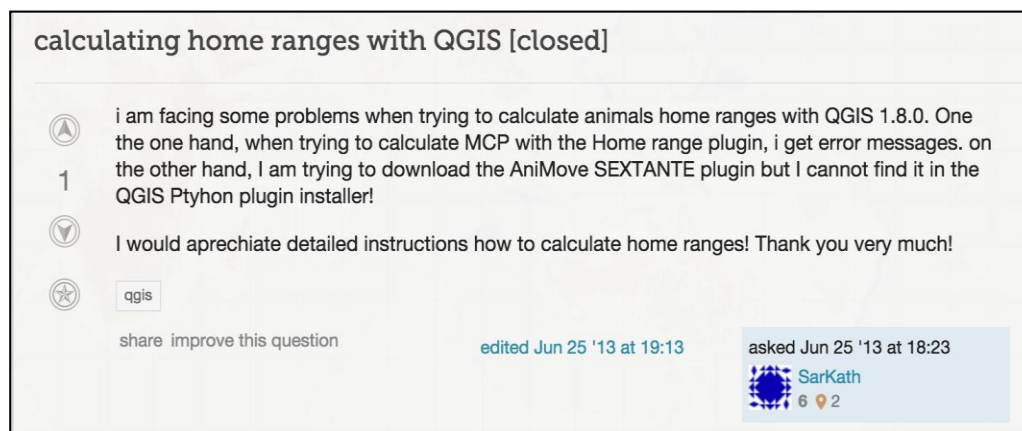 calculating home ranges with QGIS [closed]
i am facing some problems when trying to calculate animals home ranges with QGIS 1.8.0. One
the one hand, when trying to calculate MCP with the Home range plugin, i get error messages. on
the other hand, I am trying to download the AniMove SEXTANTE plugin but I cannot find it in the
QGIS Ptyhon plugin installer!
1
I would aprechiate detailed instructions how to calculate home ranges! Thank you very much!
qgis
share improve this question
edited Jun 25 '13 at 19:13
asked Jun 25 '13 at 18:23
SarKath
6 2